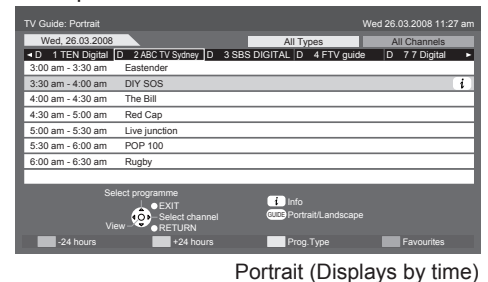 TV Guide: Portrait Wed 26.03.2008 11:27 am
Wed, 26.03.2008 All Types All Channels
◄ D 1 TEN Digital D 2 ABC TV Sydney D 3 SBS DIGITAL D 4 FTV guide D 7 7 Digital ►
3:00 am - 3:30 am Eastender
3:30 am - 4:00 am DIY SOS i
4:00 am - 4:30 am The Bill
4:30 am - 5:00 am Red Cap
5:00 am - 5:30 am Live junction
5:30 am - 6:00 am POP 100
6:00 am - 6:30 am Rugby
Select programme
EXIT i Info
Select channel GUIDE Portrait/Landscape
View RETURN
-24 hours +24 hours Prog.Type Favourites
Portrait (Displays by time)